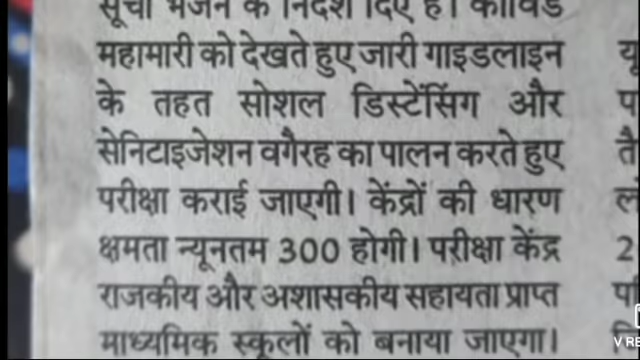 सूची भेजने के निर्देश दिए हैं। कोविड
महामारी को देखते हुए जारी गाइडलाइन
के तहत सोशल डिस्टेंसिंग और
सेनिटाइजेशन वगैरह का पालन करते हुए
परीक्षा कराई जाएगी। केंद्रों की धारण
क्षमता न्यूनतम 300 होगी। परीक्षा केंद्र
राजकीय और अशासकीय सहायता प्राप्त
माध्यमिक स्कूलों को बनाया जाएगा।